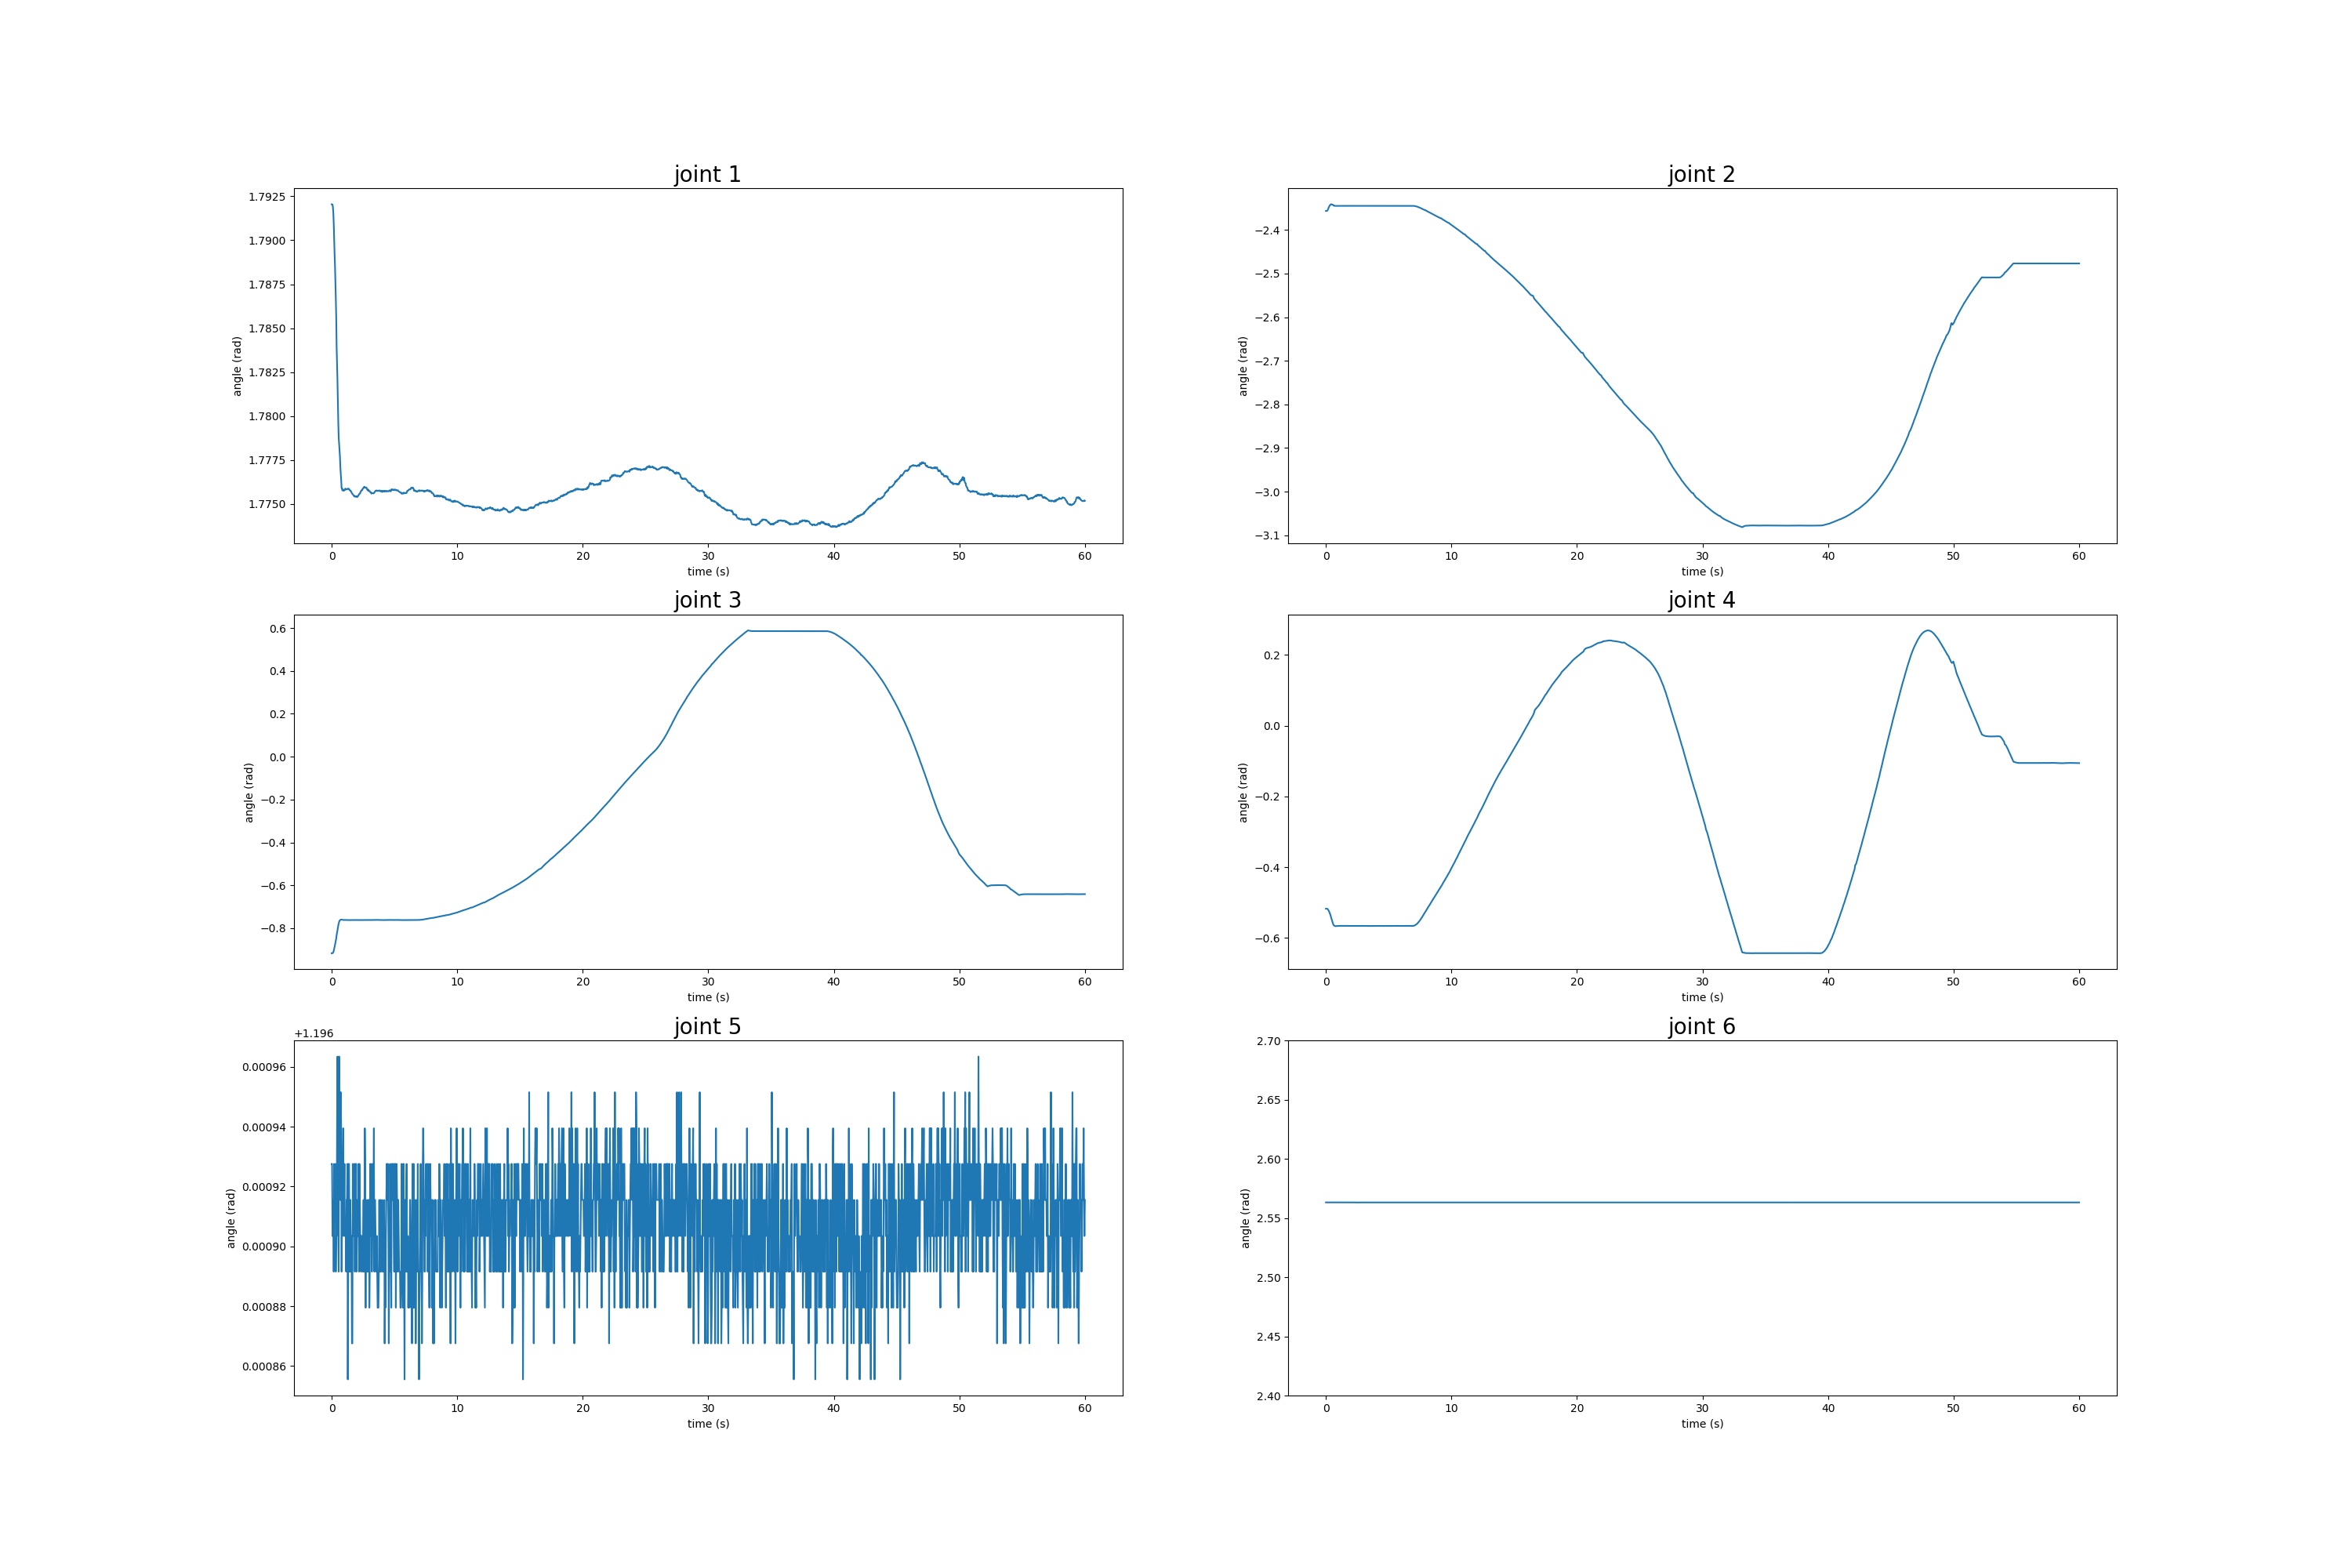 joint 1
1.7925
1.7900
1.7875
1.7850
1.7825
1.7800
1.7775
1.7750
angle (rad)
0 10 20 30 40 50 60
time (s)
joint 2
−2.4
−2.5
−2.6
−2.7
−2.8
−2.9
−3.0
−3.1
angle (rad)
0 10 20 30 40 50 60
time (s)
joint 3
0.6
0.4
0.2
0.0
−0.2
−0.4
−0.6
−0.8
angle (rad)
0 10 20 30 40 50 60
time (s)
joint 4
0.2
0.0
−0.2
−0.4
−0.6
angle (rad)
0 10 20 30 40 50 60
time (s)
joint 5
+1.196
0.00096
0.00094
0.00092
0.00090
0.00088
0.00086
angle (rad)
0 10 20 30 40 50 60
time (s)
joint 6
2.70
2.65
2.60
2.55
2.50
2.45
2.40
angle (rad)
0 10 20 30 40 50 60
time (s)